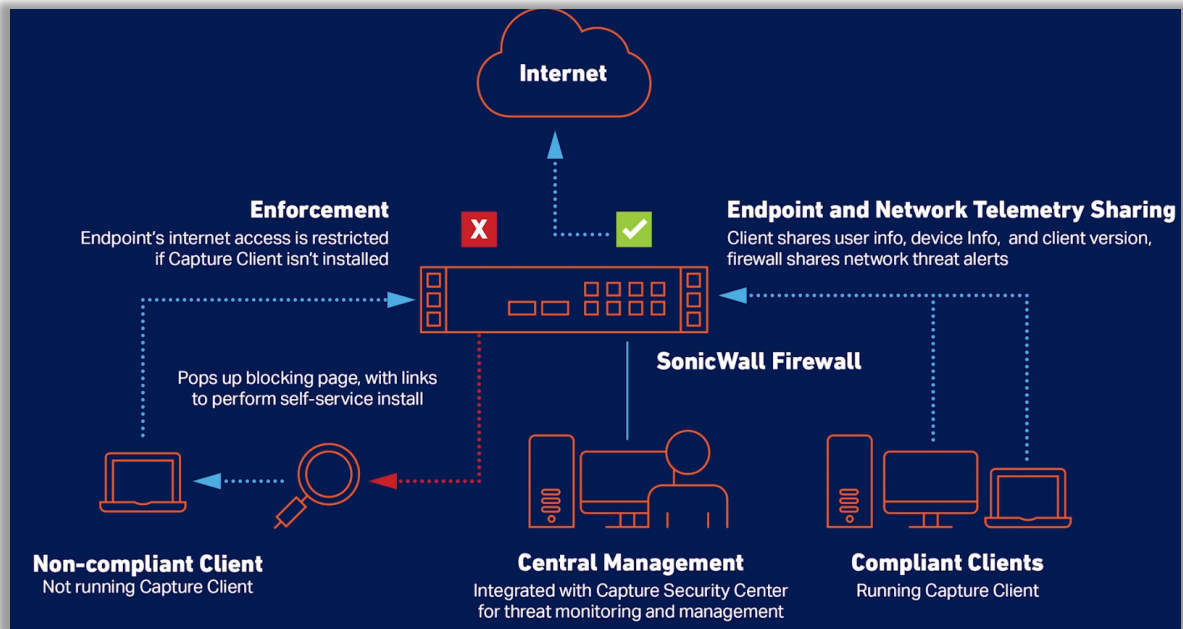 Internet
Enforcement
Endpoint's internet access is restricted
if Capture Client isn't installed
X
Endpoint and Network Telemetry Sharing
Client shares user info, device Info, and client version,
firewall shares network threat alerts
SonicWall Firewall
Pops up blocking page, with links
to perform self-service install
Non-compliant Client
Not running Capture Client
Central Management
Integrated with Capture Security Center
for threat monitoring and management
Compliant Clients
Running Capture Client